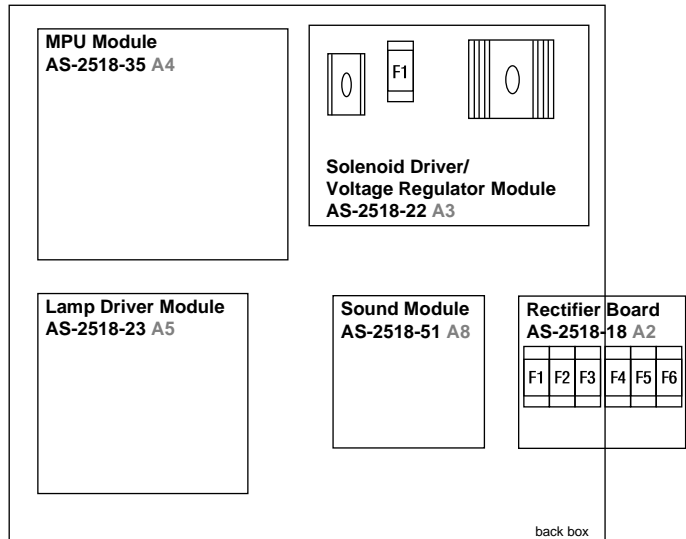 MPU Module
AS-2518-35 A4
F1
Solenoid Driver/
Voltage Regulator Module
AS-2518-22 A3
Lamp Driver Module
AS-2518-23 A5
Sound Module
AS-2518-51 A8
Rectifier Board
AS-2518-18 A2
F1 F2 F3 F4 F5 F6
back box